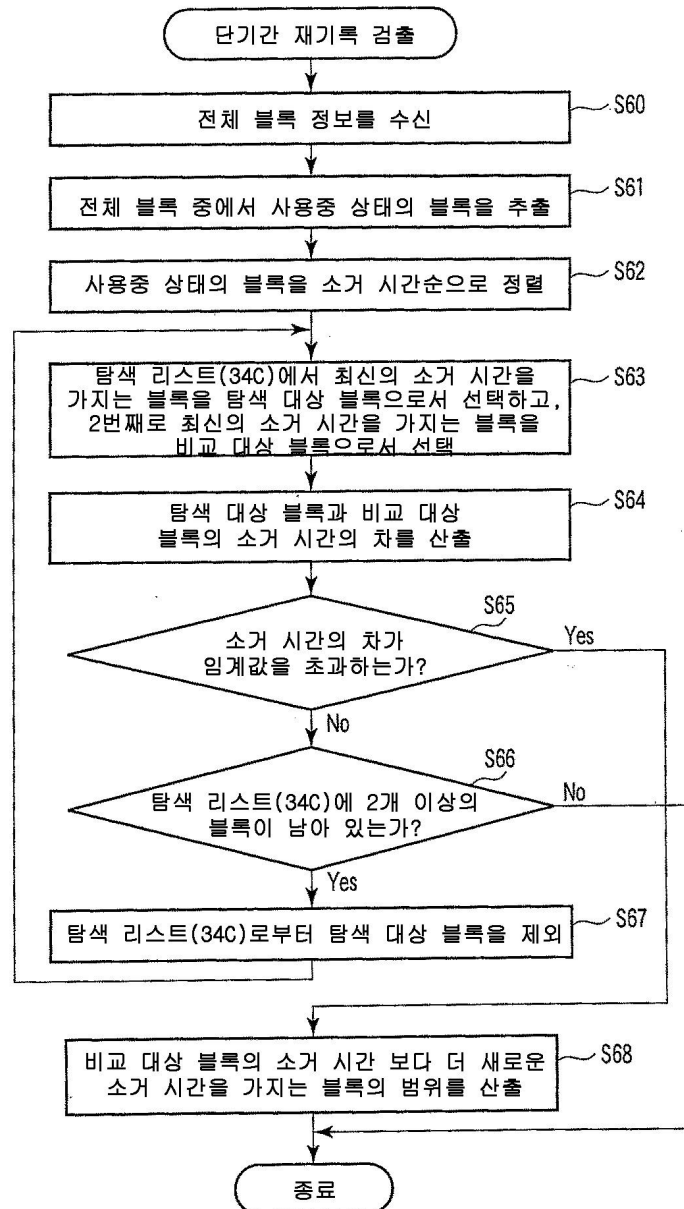 단기간 재기록 검출
전체 블록 정보를 수신
S60
전체 블록 중에서 사용중 상태의 블록을 추출
S61
사용중 상태의 블록을 소거 시간순으로 정렬
S62
탐색 리스트(34C)에서 최신의 소거 시간을
가지는 블록을 탐색 대상 블록으로서 선택하고,
2번째로 최신의 소거 시간을 가지는 블록을
비교 대상 블록으로서 선택
S63
탐색 대상 블록과 비교 대상
블록의 소거 시간의 차를 산출
S64
소거 시간의 차가
임계값을 초과하는가?
S65
Yes
No
탐색 리스트(34C)에 2개 이상의
블록이 남아 있는가?
S66
No
Yes
탐색 리스트(34C)로부터 탐색 대상 블록을 제외
S67
비교 대상 블록의 소거 시간 보다 더 새로운
소거 시간을 가지는 블록의 범위를 산출
S68
종료